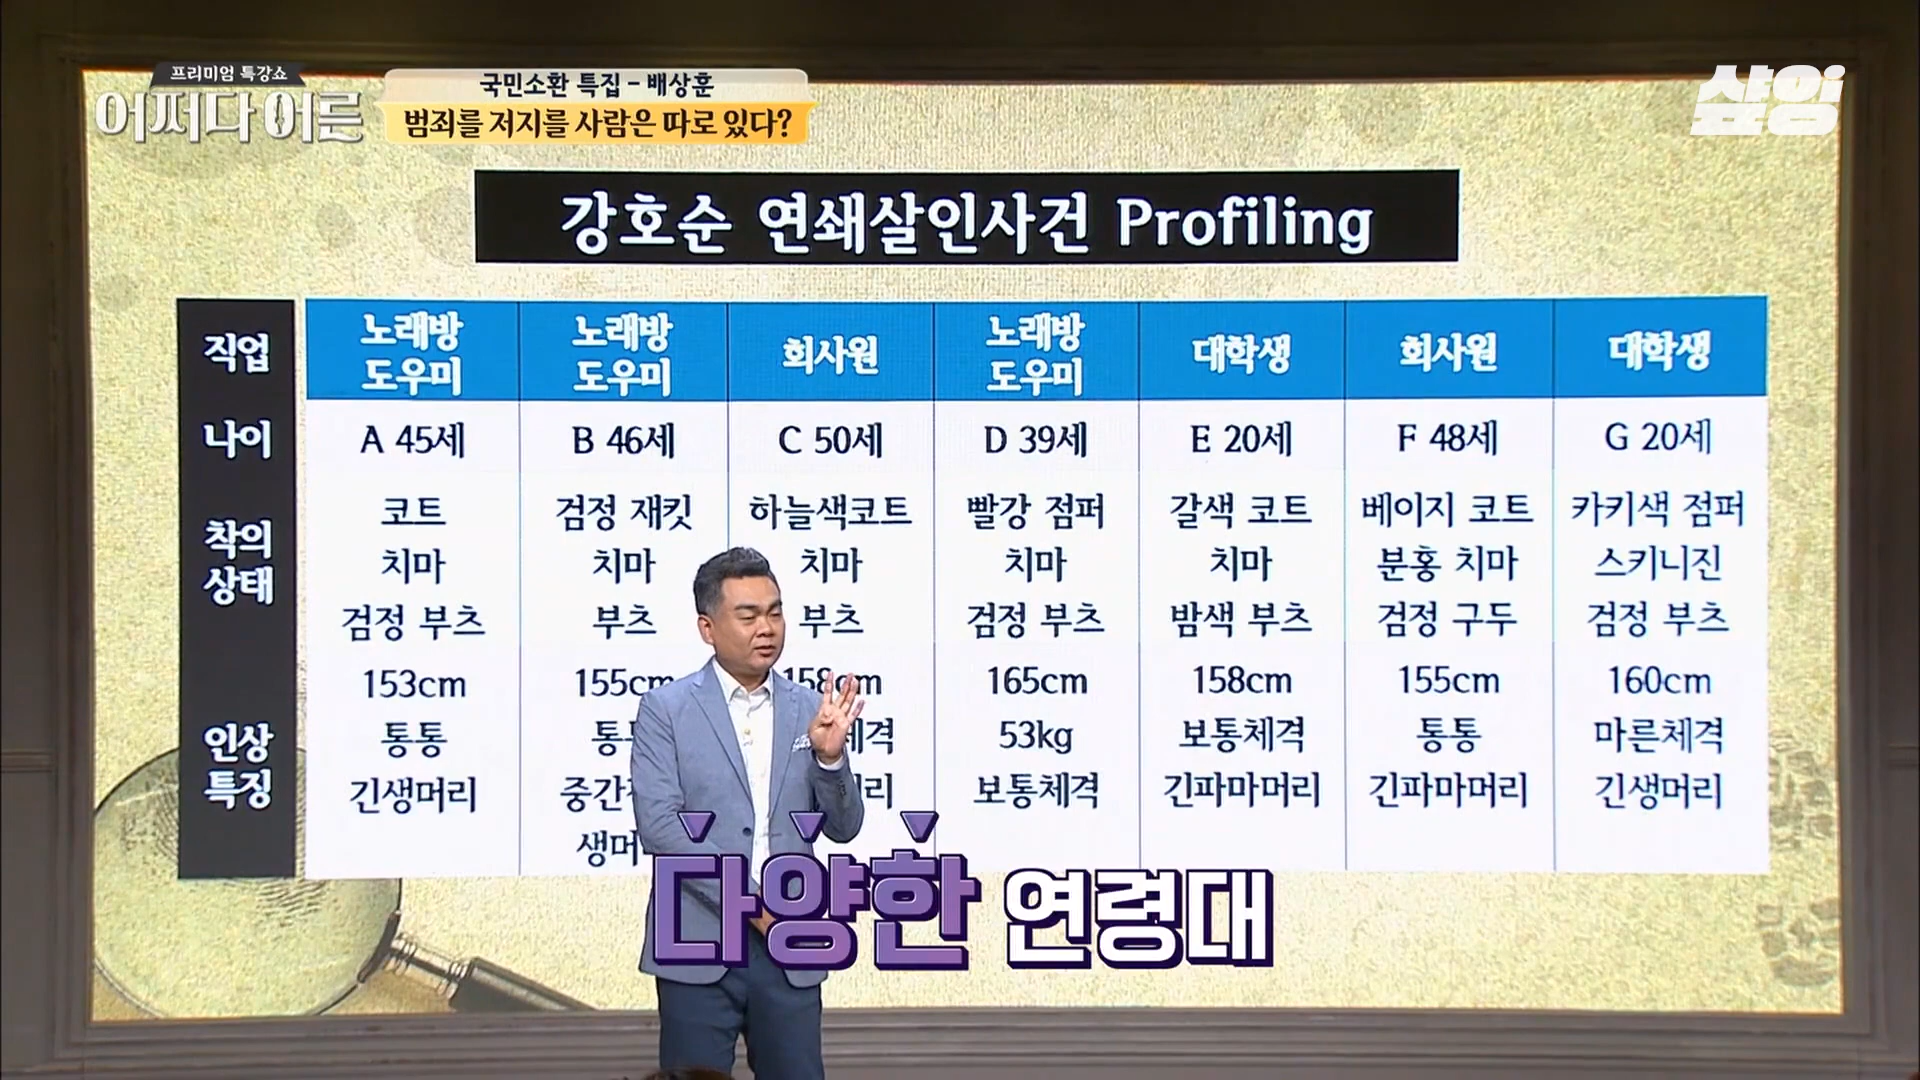 프리미엄 특강쇼
어쩌다 어른
국민소환 특집 - 배상훈
범죄를 저지를 사람은 따로 있다?
샾잉
강호순 연쇄살인사건 Profiling
직업
노래방 도우미
노래방 도우미
회사원
노래방 도우미
대학생
회사원
대학생
나이
A 45세
B 46세
C 50세
D 39세
E 20세
F 48세
G 20세
착의 상태
코트
검정 재킷
하늘색코트
빨강 점퍼
갈색 코트
베이지 코트
카키색 점퍼
치마
치마
치마
치마
치마
분홍 치마
스키니진
검정 부츠
부츠
부츠
검정 부츠
밤색 부츠
검정 구두
검정 부츠
인상 특징
153cm
155cm
158cm
165cm
158cm
155cm
160cm
통통
53kg
보통체격
통통
마른체격
긴생머리
보통체격
긴파마머리
긴파마머리
긴생머리
다양한 연령대